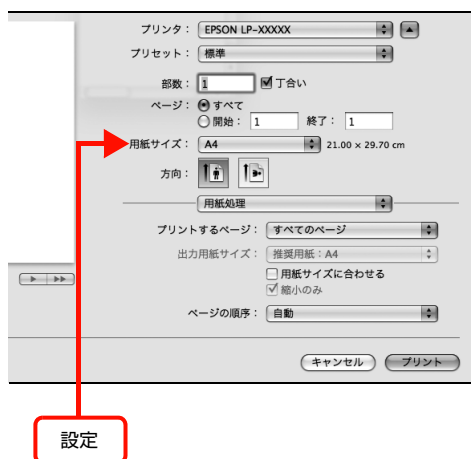 プリンタ： EPSON LP-XXXXX
プリセット： 標準
部数： 1 丁合い
ページ： すべて
開始： 1 終了： 1
用紙サイズ： A4 21.00 × 29.70 cm
方向：
用紙処理
プリントするページ： すべてのページ
出力用紙サイズ： 推奨用紙：A4
用紙サイズに合わせる
縮小のみ
ページの順序： 自動
キャンセル プリント
設定